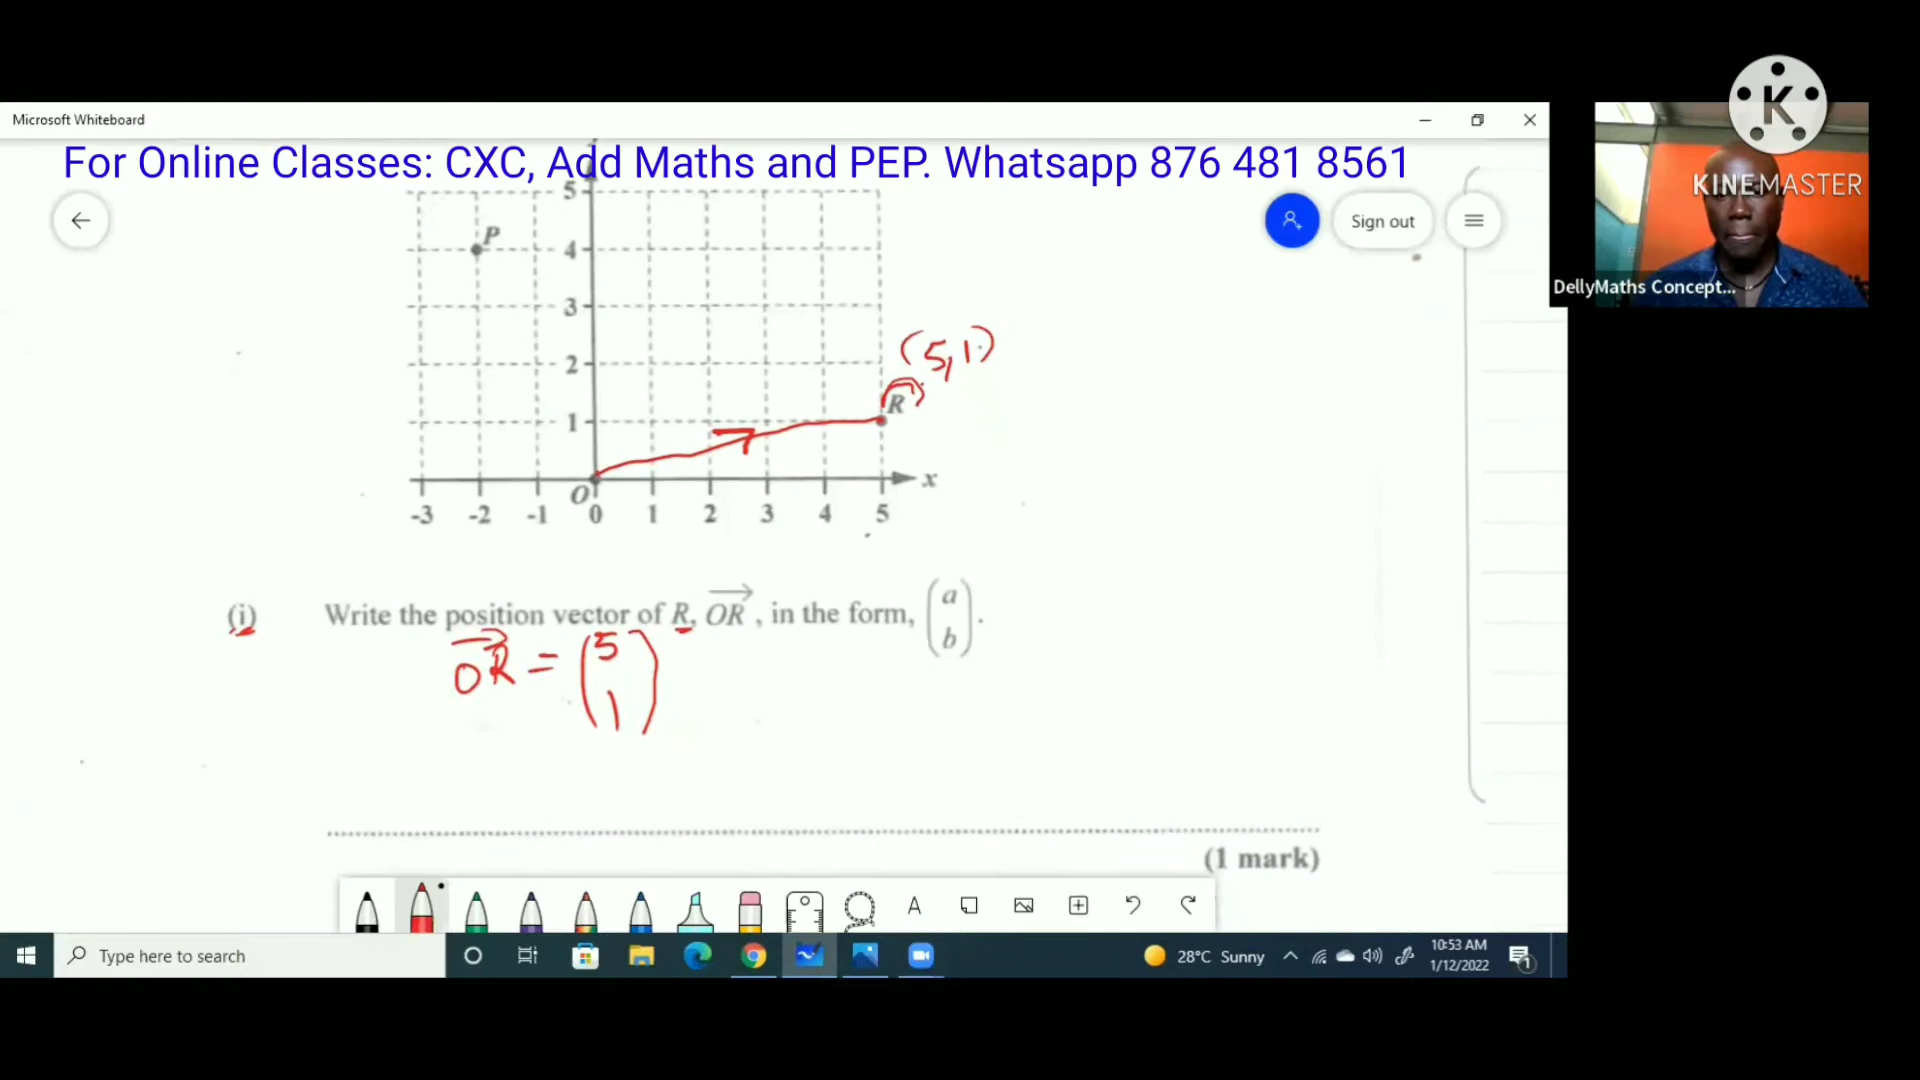 Microsoft Whiteboard
For Online Classes: CXC, Add Maths and PEP. Whatsapp 876 481 8561
K
KINEMASTER
Sign out
DellyMaths Concept...
5
P
4
3
2
1
(5,1)
R
O
x
-3 -2 -1 0 1 2 3 4 5
(i) Write the position vector of R, OR, in the form, (a b).
OR = (5 1)
(1 mark)
A
Type here to search
28°C Sunny
10:53 AM
1/12/2022
1